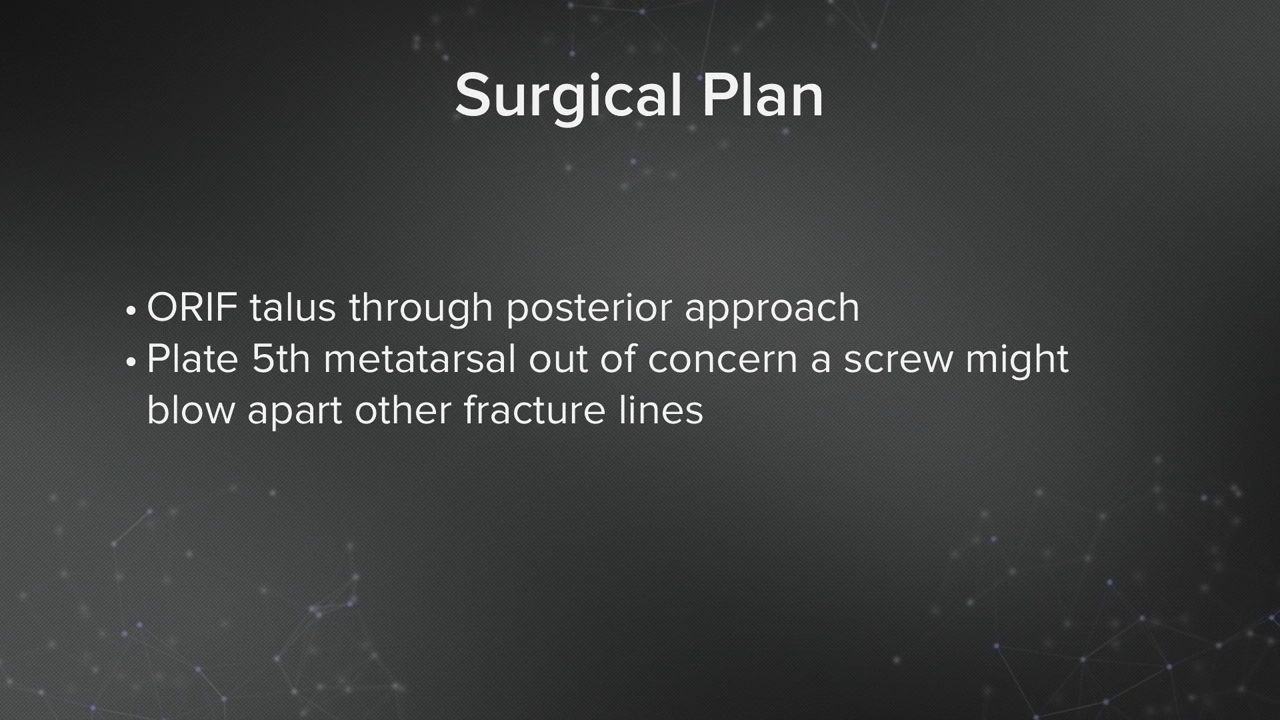 Surgical Plan
• ORIF talus through posterior approach
• Plate 5th metatarsal out of concern a screw might
blow apart other fracture lines